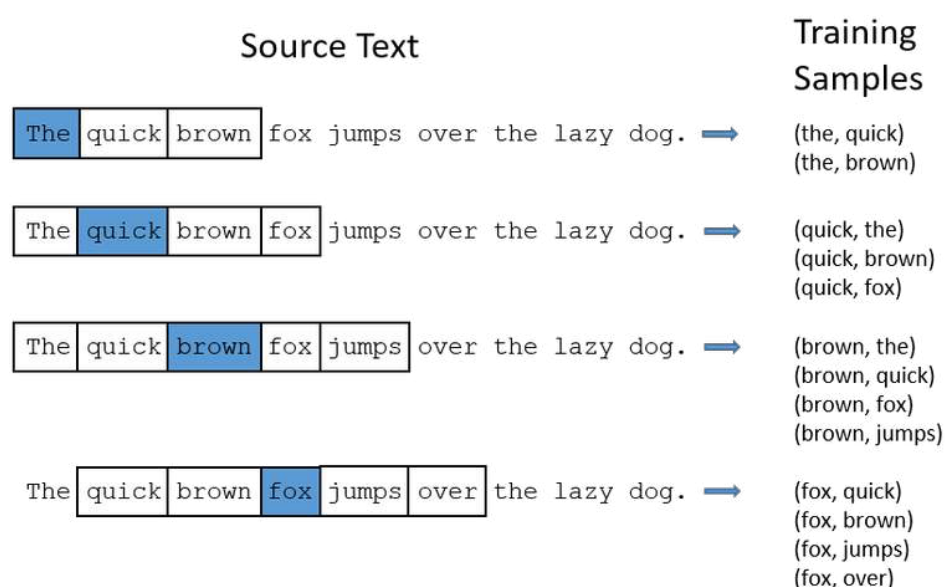 Source Text
Training
Samples
The quick brown fox jumps over the lazy dog.
(the, quick)
(the, brown)
The quick brown fox jumps over the lazy dog.
(quick, the)
(quick, brown)
(quick, fox)
The quick brown fox jumps over the lazy dog.
(brown, the)
(brown, quick)
(brown, fox)
(brown, jumps)
The quick brown fox jumps over the lazy dog.
(fox, quick)
(fox, brown)
(fox, jumps)
(fox, over)